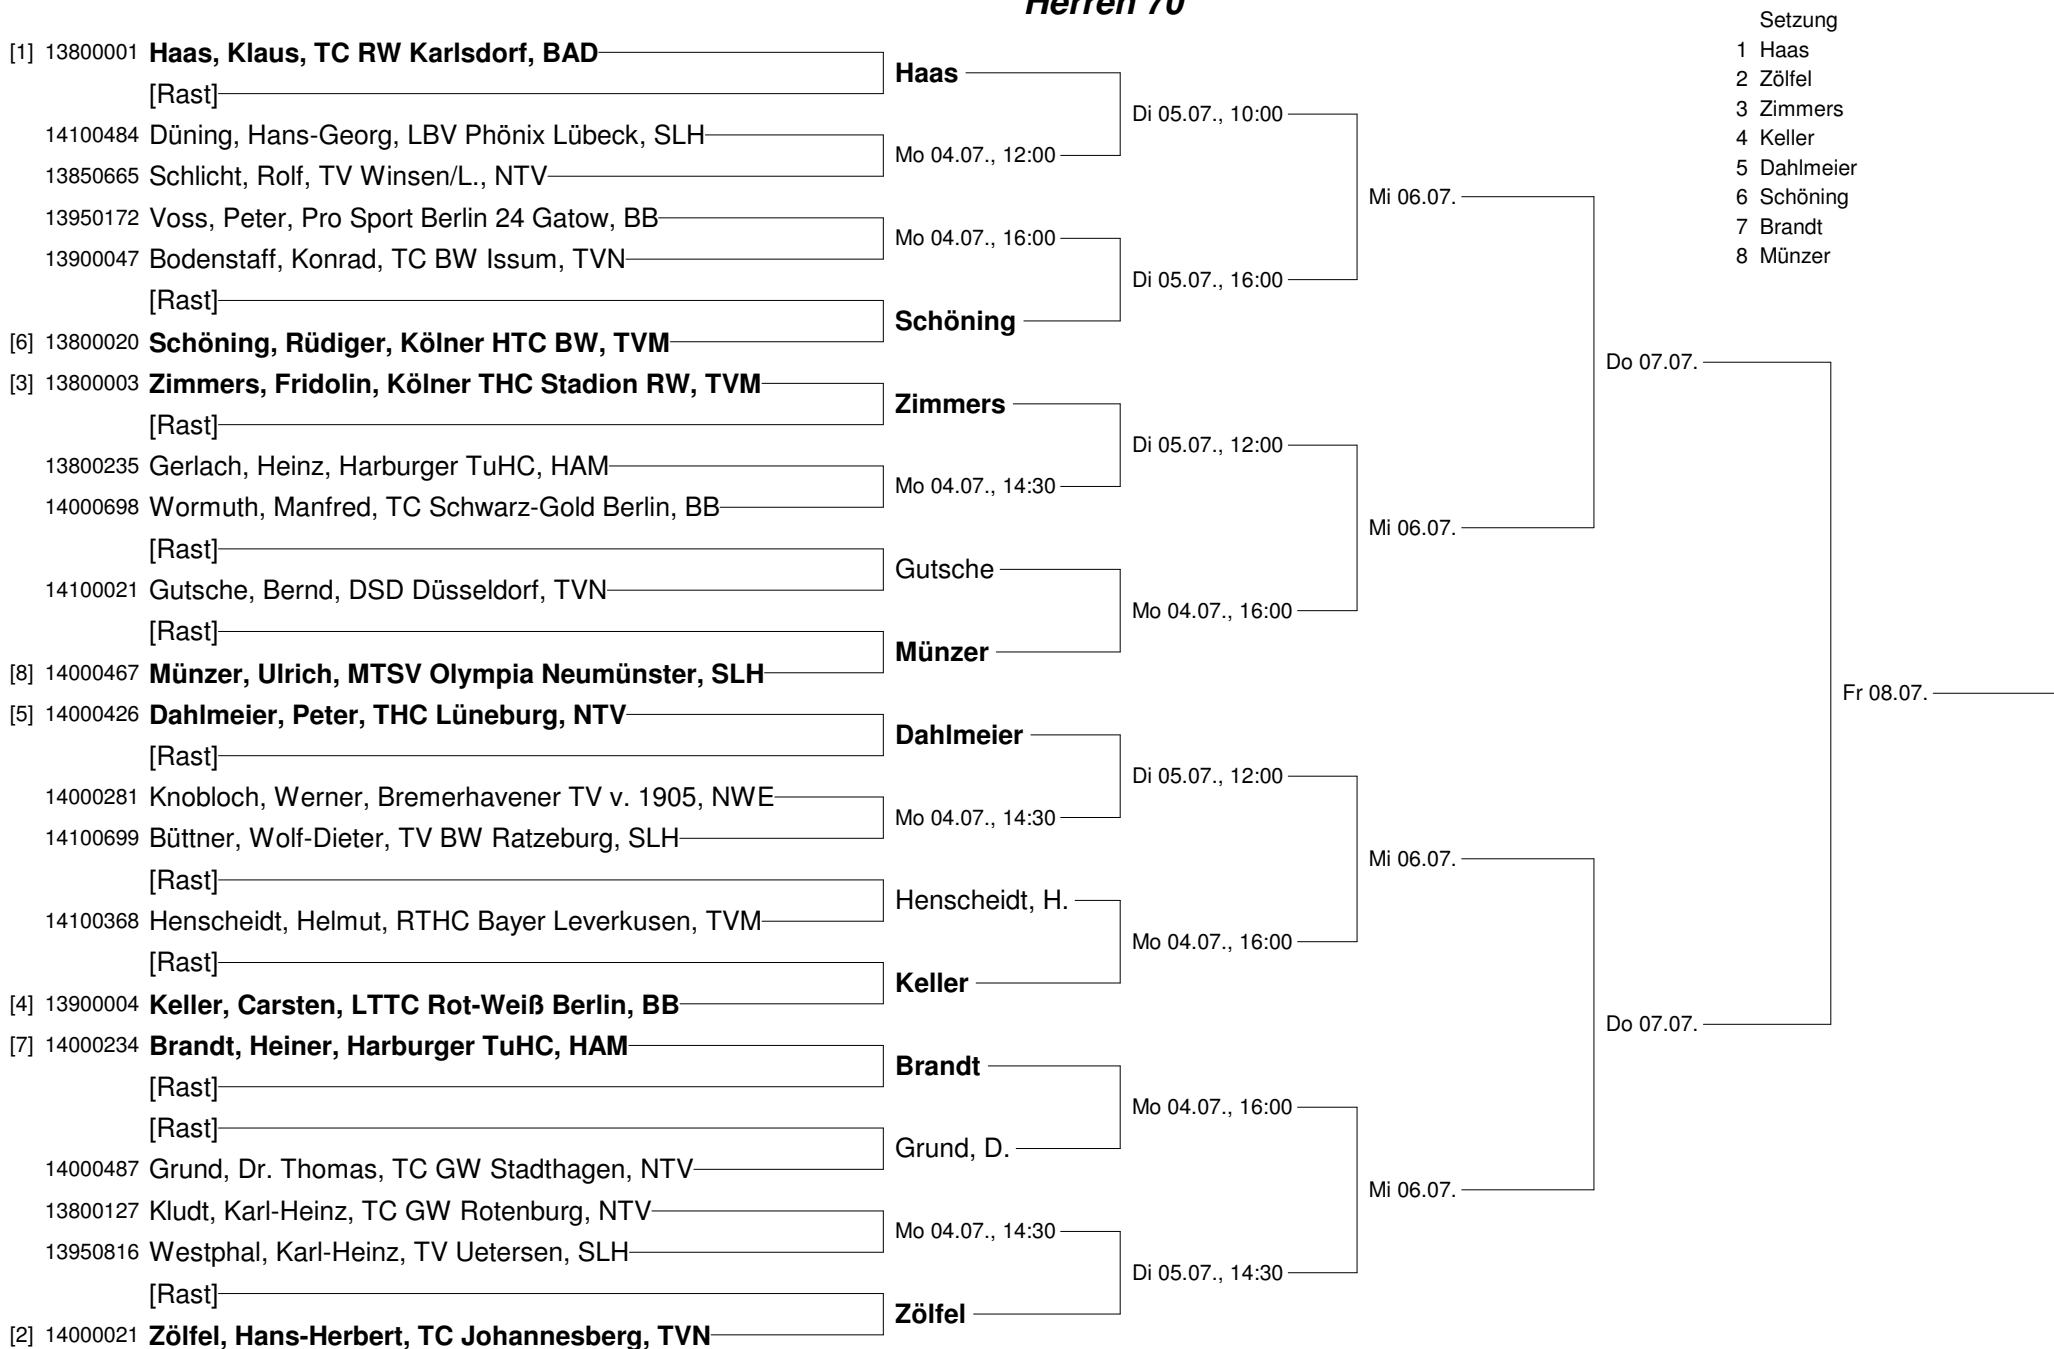 Herren 70
Setzung
1 Haas
2 Zölfel
3 Zimmers
4 Keller
5 Dahlmeier
6 Schöning
7 Brandt
8 Münzer
[1] 13800001 Haas, Klaus, TC RW Karlsdorf, BAD
[Rast]
14100484 Düning, Hans-Georg, LBV Phönix Lübeck, SLH
13850665 Schlicht, Rolf, TV Winsen/L., NTV
13950172 Voss, Peter, Pro Sport Berlin 24 Gatow, BB
13900047 Bodenstaff, Konrad, TC BW Issum, TVN
[Rast]
[6] 13800020 Schöning, Rüdiger, Kölner HTC BW, TVM
[3] 13800003 Zimmers, Fridolin, Kölner THC Stadion RW, TVM
[Rast]
13800235 Gerlach, Heinz, Harburger TuHC, HAM
14000698 Wormuth, Manfred, TC Schwarz-Gold Berlin, BB
[Rast]
14100021 Gutsche, Bernd, DSD Düsseldorf, TVN
[Rast]
[8] 14000467 Münzer, Ulrich, MTSV Olympia Neumünster, SLH
[5] 14000426 Dahlmeier, Peter, THC Lüneburg, NTV
[Rast]
14000281 Knobloch, Werner, Bremerhavener TV v. 1905, NWE
14100699 Büttner, Wolf-Dieter, TV BW Ratzeburg, SLH
[Rast]
14100368 Henscheidt, Helmut, RTHC Bayer Leverkusen, TVM
[Rast]
[4] 13900004 Keller, Carsten, LTTC Rot-Weiß Berlin, BB
[7] 14000234 Brandt, Heiner, Harburger TuHC, HAM
[Rast]
[Rast]
14000487 Grund, Dr. Thomas, TC GW Stadthagen, NTV
13800127 Kludt, Karl-Heinz, TC GW Rotenburg, NTV
13950816 Westphal, Karl-Heinz, TV Uetersen, SLH
[Rast]
[2] 14000021 Zölfel, Hans-Herbert, TC Johannesberg, TVN
Haas
Mo 04.07., 12:00
Mo 04.07., 16:00
Schöning
Zimmers
Mo 04.07., 14:30
Gutsche
Münzer
Dahlmeier
Mo 04.07., 14:30
Henscheidt, H.
Keller
Brandt
Grund, D.
Mo 04.07., 14:30
Zölfel
Di 05.07., 10:00
Di 05.07., 16:00
Di 05.07., 12:00
Mo 04.07., 16:00
Di 05.07., 12:00
Mo 04.07., 16:00
Mo 04.07., 16:00
Di 05.07., 14:30
Mi 06.07.
Mi 06.07.
Mi 06.07.
Mi 06.07.
Do 07.07.
Do 07.07.
Fr 08.07.